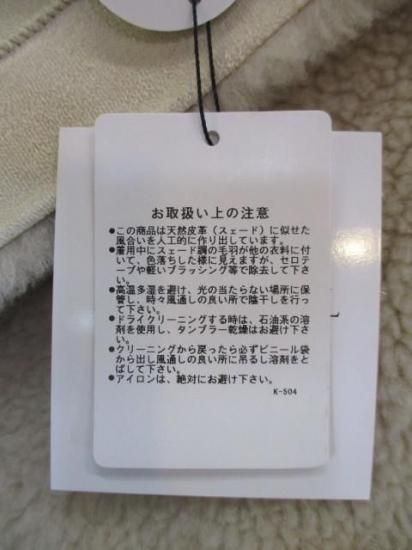 お取扱い上の注意
●この商品は天然皮革（スェード）に似せた
風合いを人工的に作り出しています。
●着用中にスェード調の毛羽が他の衣料に付
いて、色落ちした様に見えますが、セロテ
ープや軽いブラッシング等で除去して下さ
い。
●高温多湿を避け、光の当たらない場所に保
管し、時々風通しの良い所で陰干しを行っ
て下さい。
●ドライクリーニングする時は、石油系の溶
剤を使用し、タンブラー乾燥はお避け下さ
い。
●クリーニングから戻ったら必ずビニール袋
から出し風通しの良い所に吊るし溶剤をと
ばして下さい。
●アイロンは、絶対にお避け下さい。
K-504